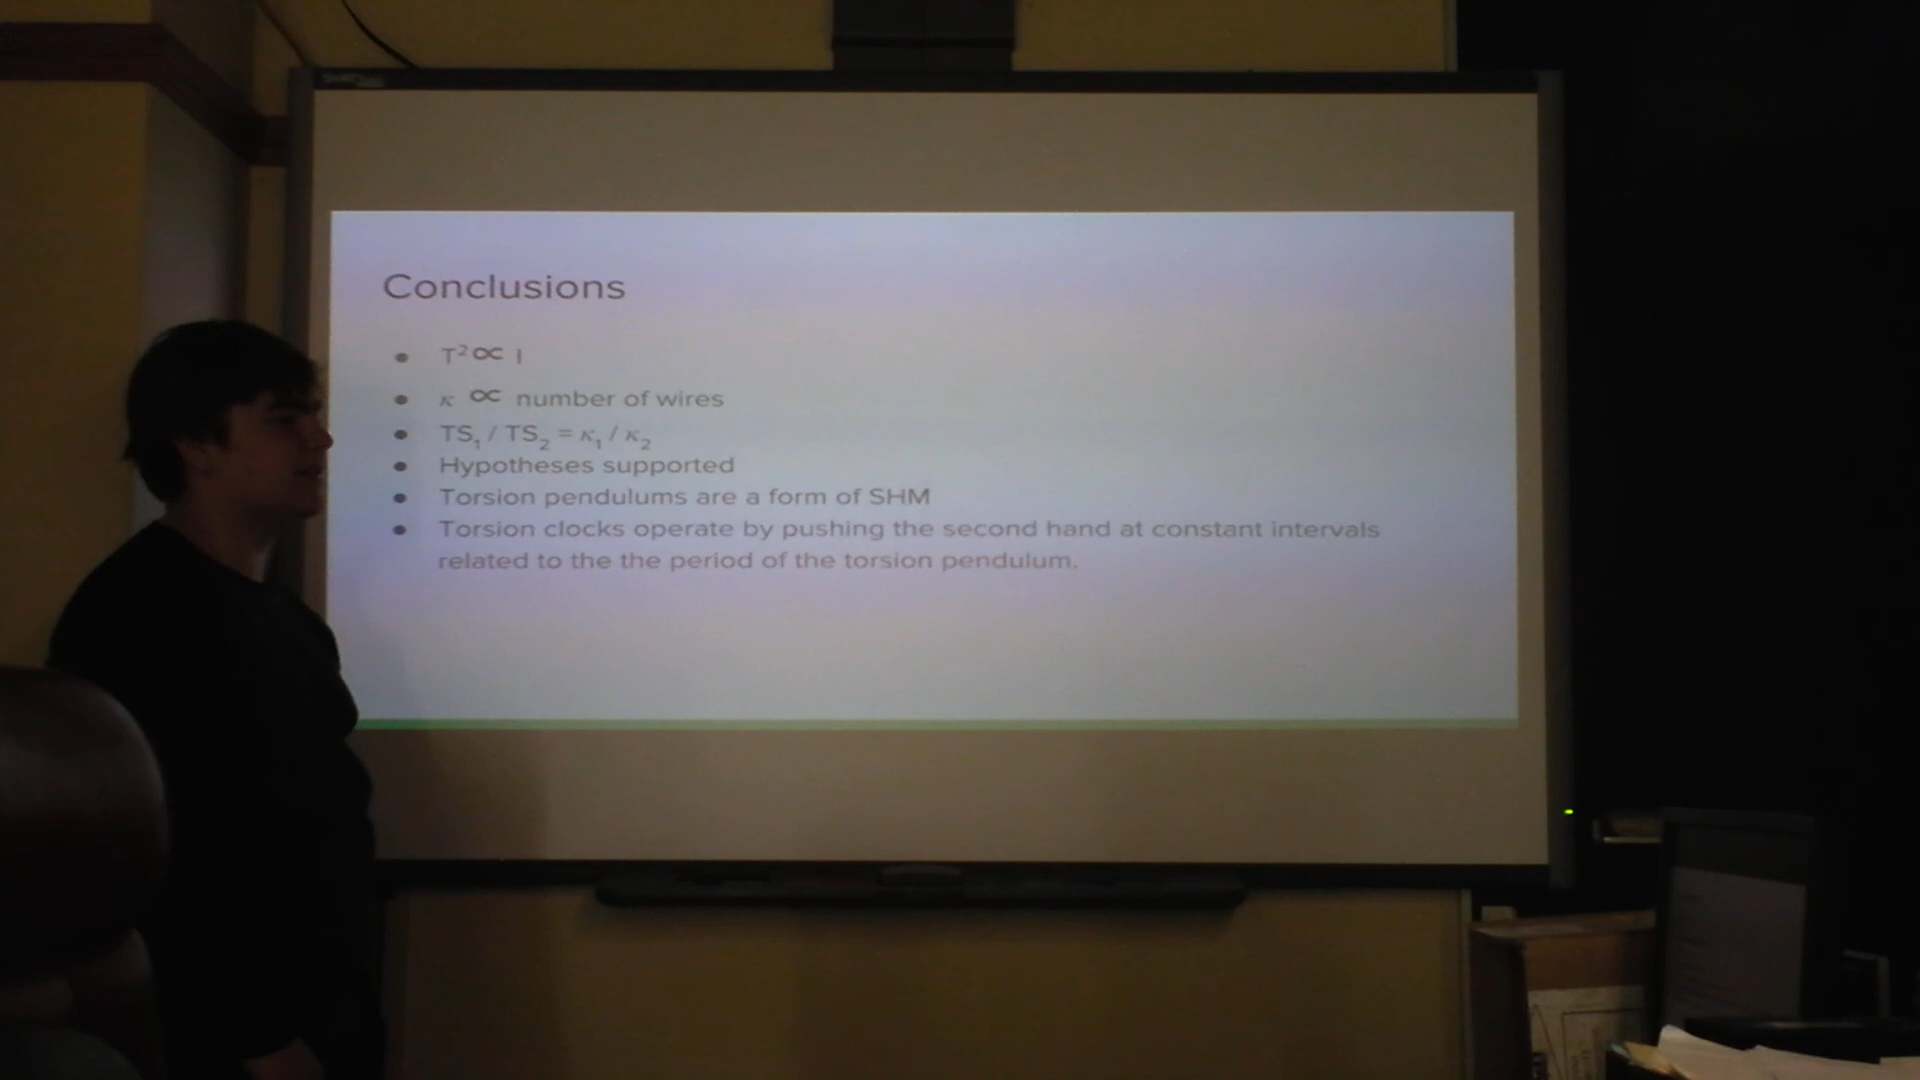 Conclusions
● T² ∝ I
● κ ∝ number of wires
● TS₁ / TS₂ = κ₁ / κ₂
● Hypotheses supported
● Torsion pendulums are a form of SHM
● Torsion clocks operate by pushing the second hand at constant intervals
related to the the period of the torsion pendulum.